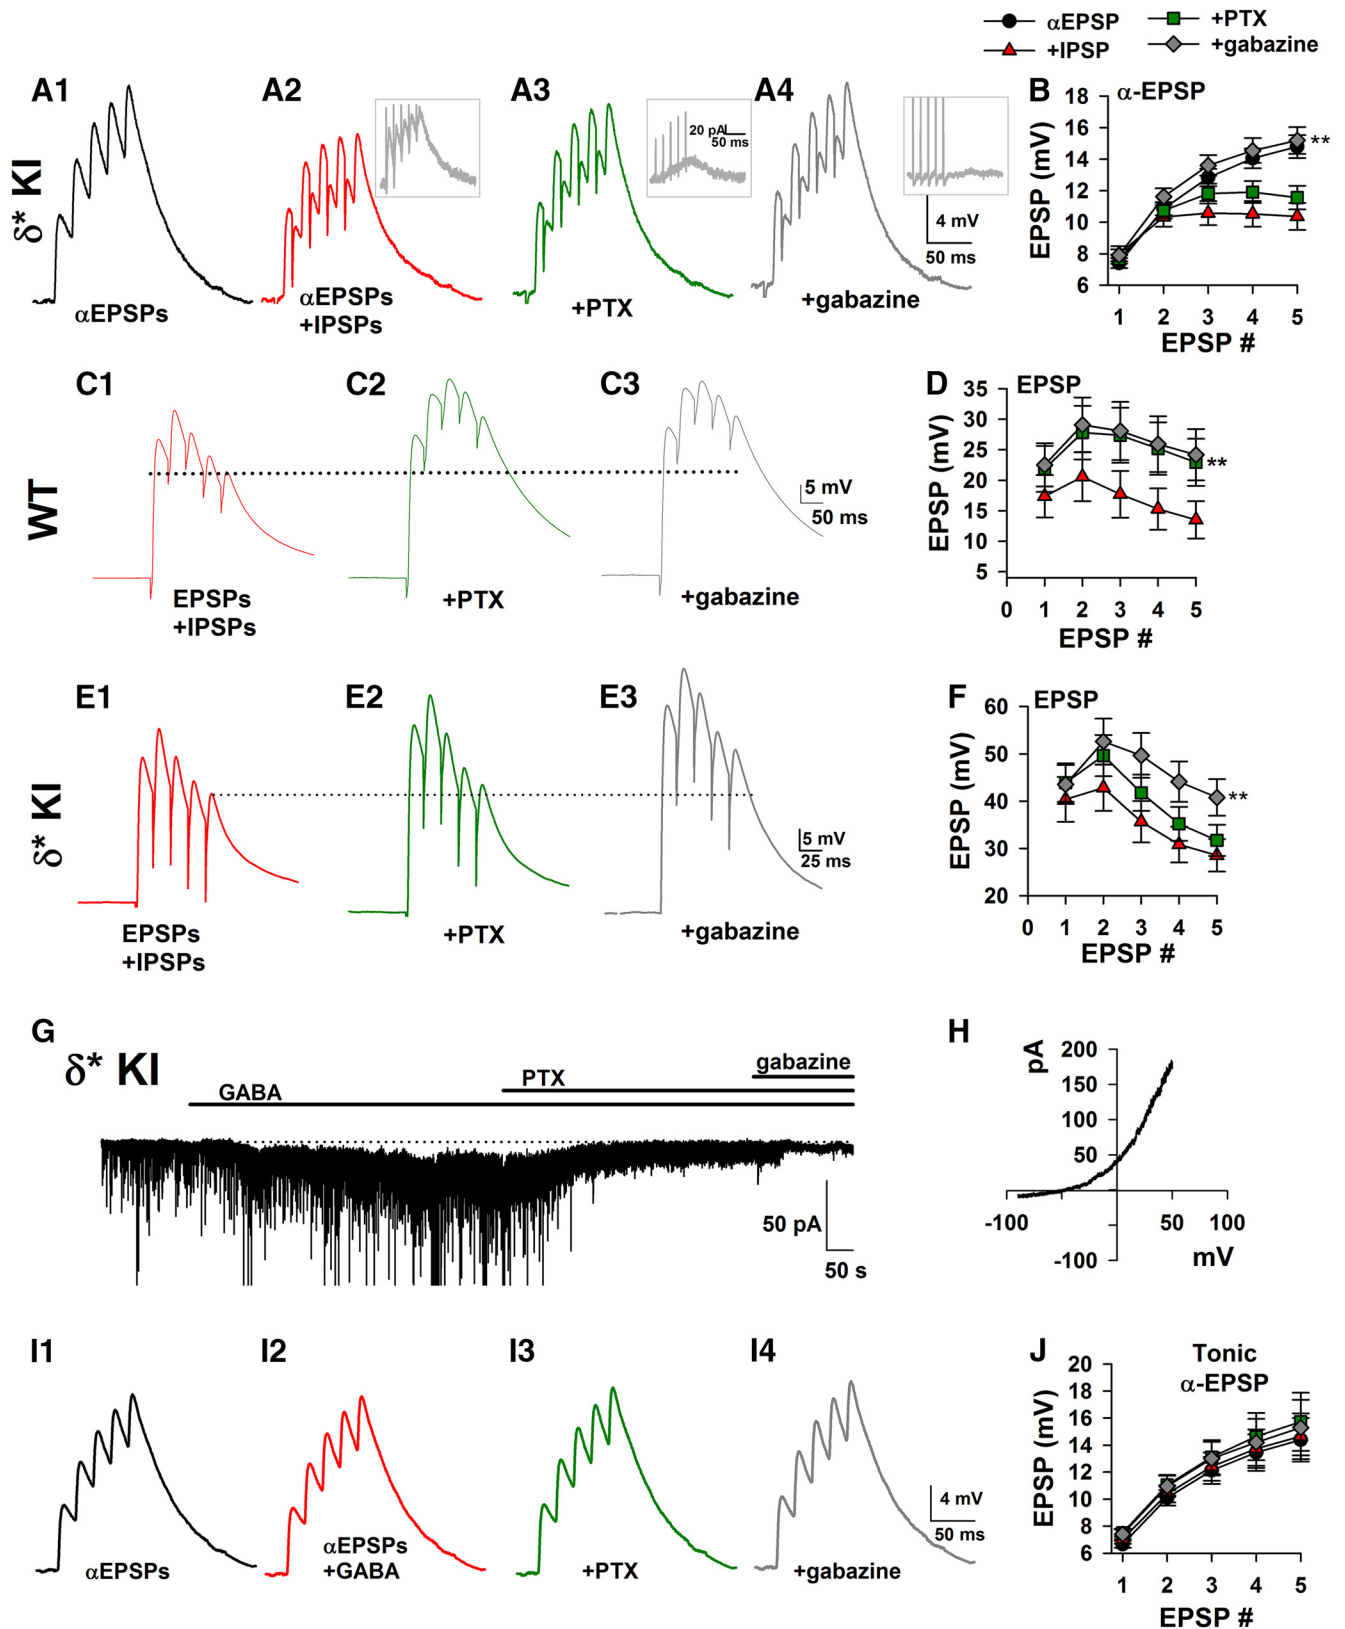 αEPSP
+PTX
+IPSP
+gabazine
A1
A2
A3
A4
B
α-EPSP
δ* KI
20 pA
50 ms
4 mV
50 ms
αEPSPs
αEPSPs
+IPSPs
+PTX
+gabazine
EPSP (mV)
18
16
14
12
10
8
6
**
1 2 3 4 5
EPSP #
C1
C2
C3
D
EPSP
WT
5 mV
50 ms
EPSPs
+IPSPs
+PTX
+gabazine
EPSP (mV)
35
30
25
20
15
10
5
**
0 1 2 3 4 5
EPSP #
E1
E2
E3
F
EPSP
δ* KI
5 mV
25 ms
EPSPs
+IPSPs
+PTX
+gabazine
EPSP (mV)
60
50
40
30
20
**
0 1 2 3 4 5
EPSP #
G
δ* KI
GABA
PTX
gabazine
50 pA
50 s
H
pA
200
150
100
50
-100
-100
50
100
mV
I1
I2
I3
I4
J
Tonic
α-EPSP
αEPSPs
αEPSPs
+GABA
+PTX
+gabazine
4 mV
50 ms
EPSP (mV)
20
18
16
14
12
10
8
6
1 2 3 4 5
EPSP #